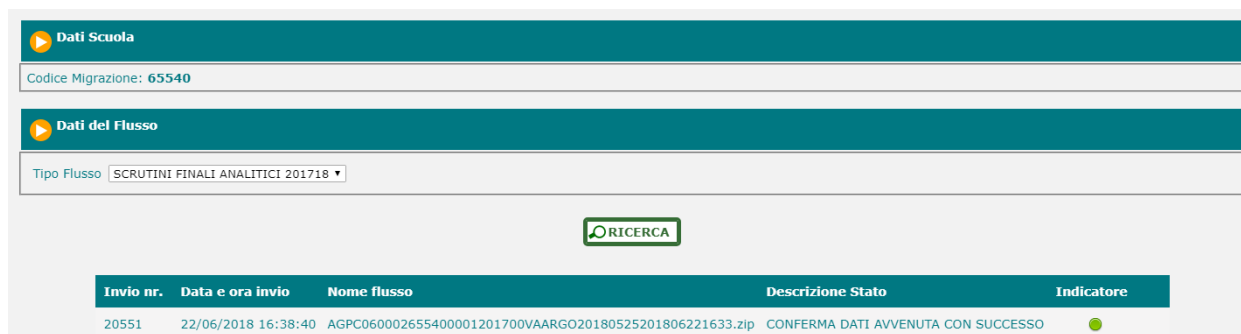 Dati Scuola
Codice Migrazione: 65540
Dati del Flusso
Tipo Flusso SCRUTINI FINALI ANALITICI 201718
RICERCA
Invio nr. Data e ora invio Nome flusso Descrizione Stato Indicatore
20551 22/06/2018 16:38:40 AGPC060002655400001201700VAARGO20180525201806221633.zip CONFERMA DATI AVVENUTA CON SUCCESSO